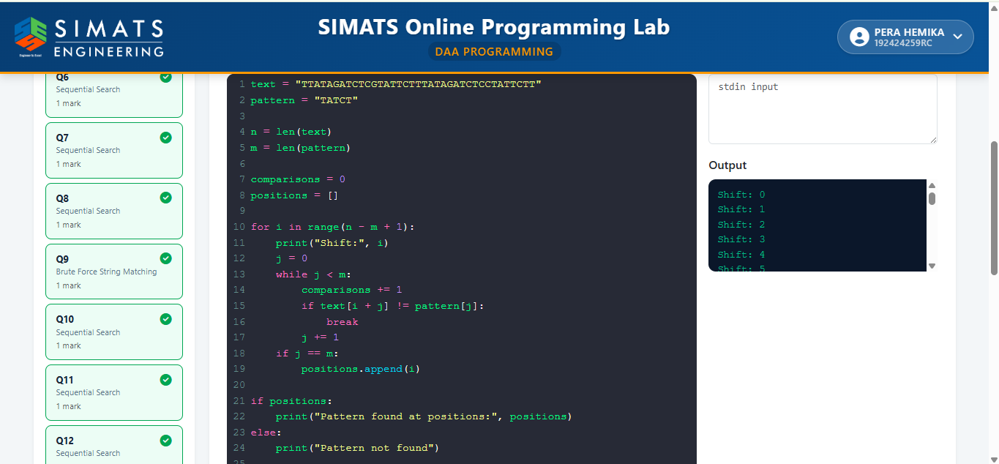 SIMATS
ENGINEERING
Engineer to Excel
SIMATS Online Programming Lab
DAA PROGRAMMING
PERA HEMIKA
192424259RC
Q6
Sequential Search
1 mark
Q7
Sequential Search
1 mark
Q8
Sequential Search
1 mark
Q9
Brute Force String Matching
1 mark
Q10
Sequential Search
1 mark
Q11
Sequential Search
1 mark
Q12
Sequential Search
1 text = "TTATAGATCTCGTATTCTTTATAGATCTCCTATTCTT"
2 pattern = "TATCT"
3
4 n = len(text)
5 m = len(pattern)
6
7 comparisons = 0
8 positions = []
9
10 for i in range(n - m + 1):
11     print("Shift:", i)
12     j = 0
13     while j < m:
14         comparisons += 1
15         if text[i + j] != pattern[j]:
16             break
17         j += 1
18     if j == m:
19         positions.append(i)
20
21 if positions:
22     print("Pattern found at positions:", positions)
23 else:
24     print("Pattern not found")
25
stdin input
Output
Shift: 0
Shift: 1
Shift: 2
Shift: 3
Shift: 4
Shift: 5